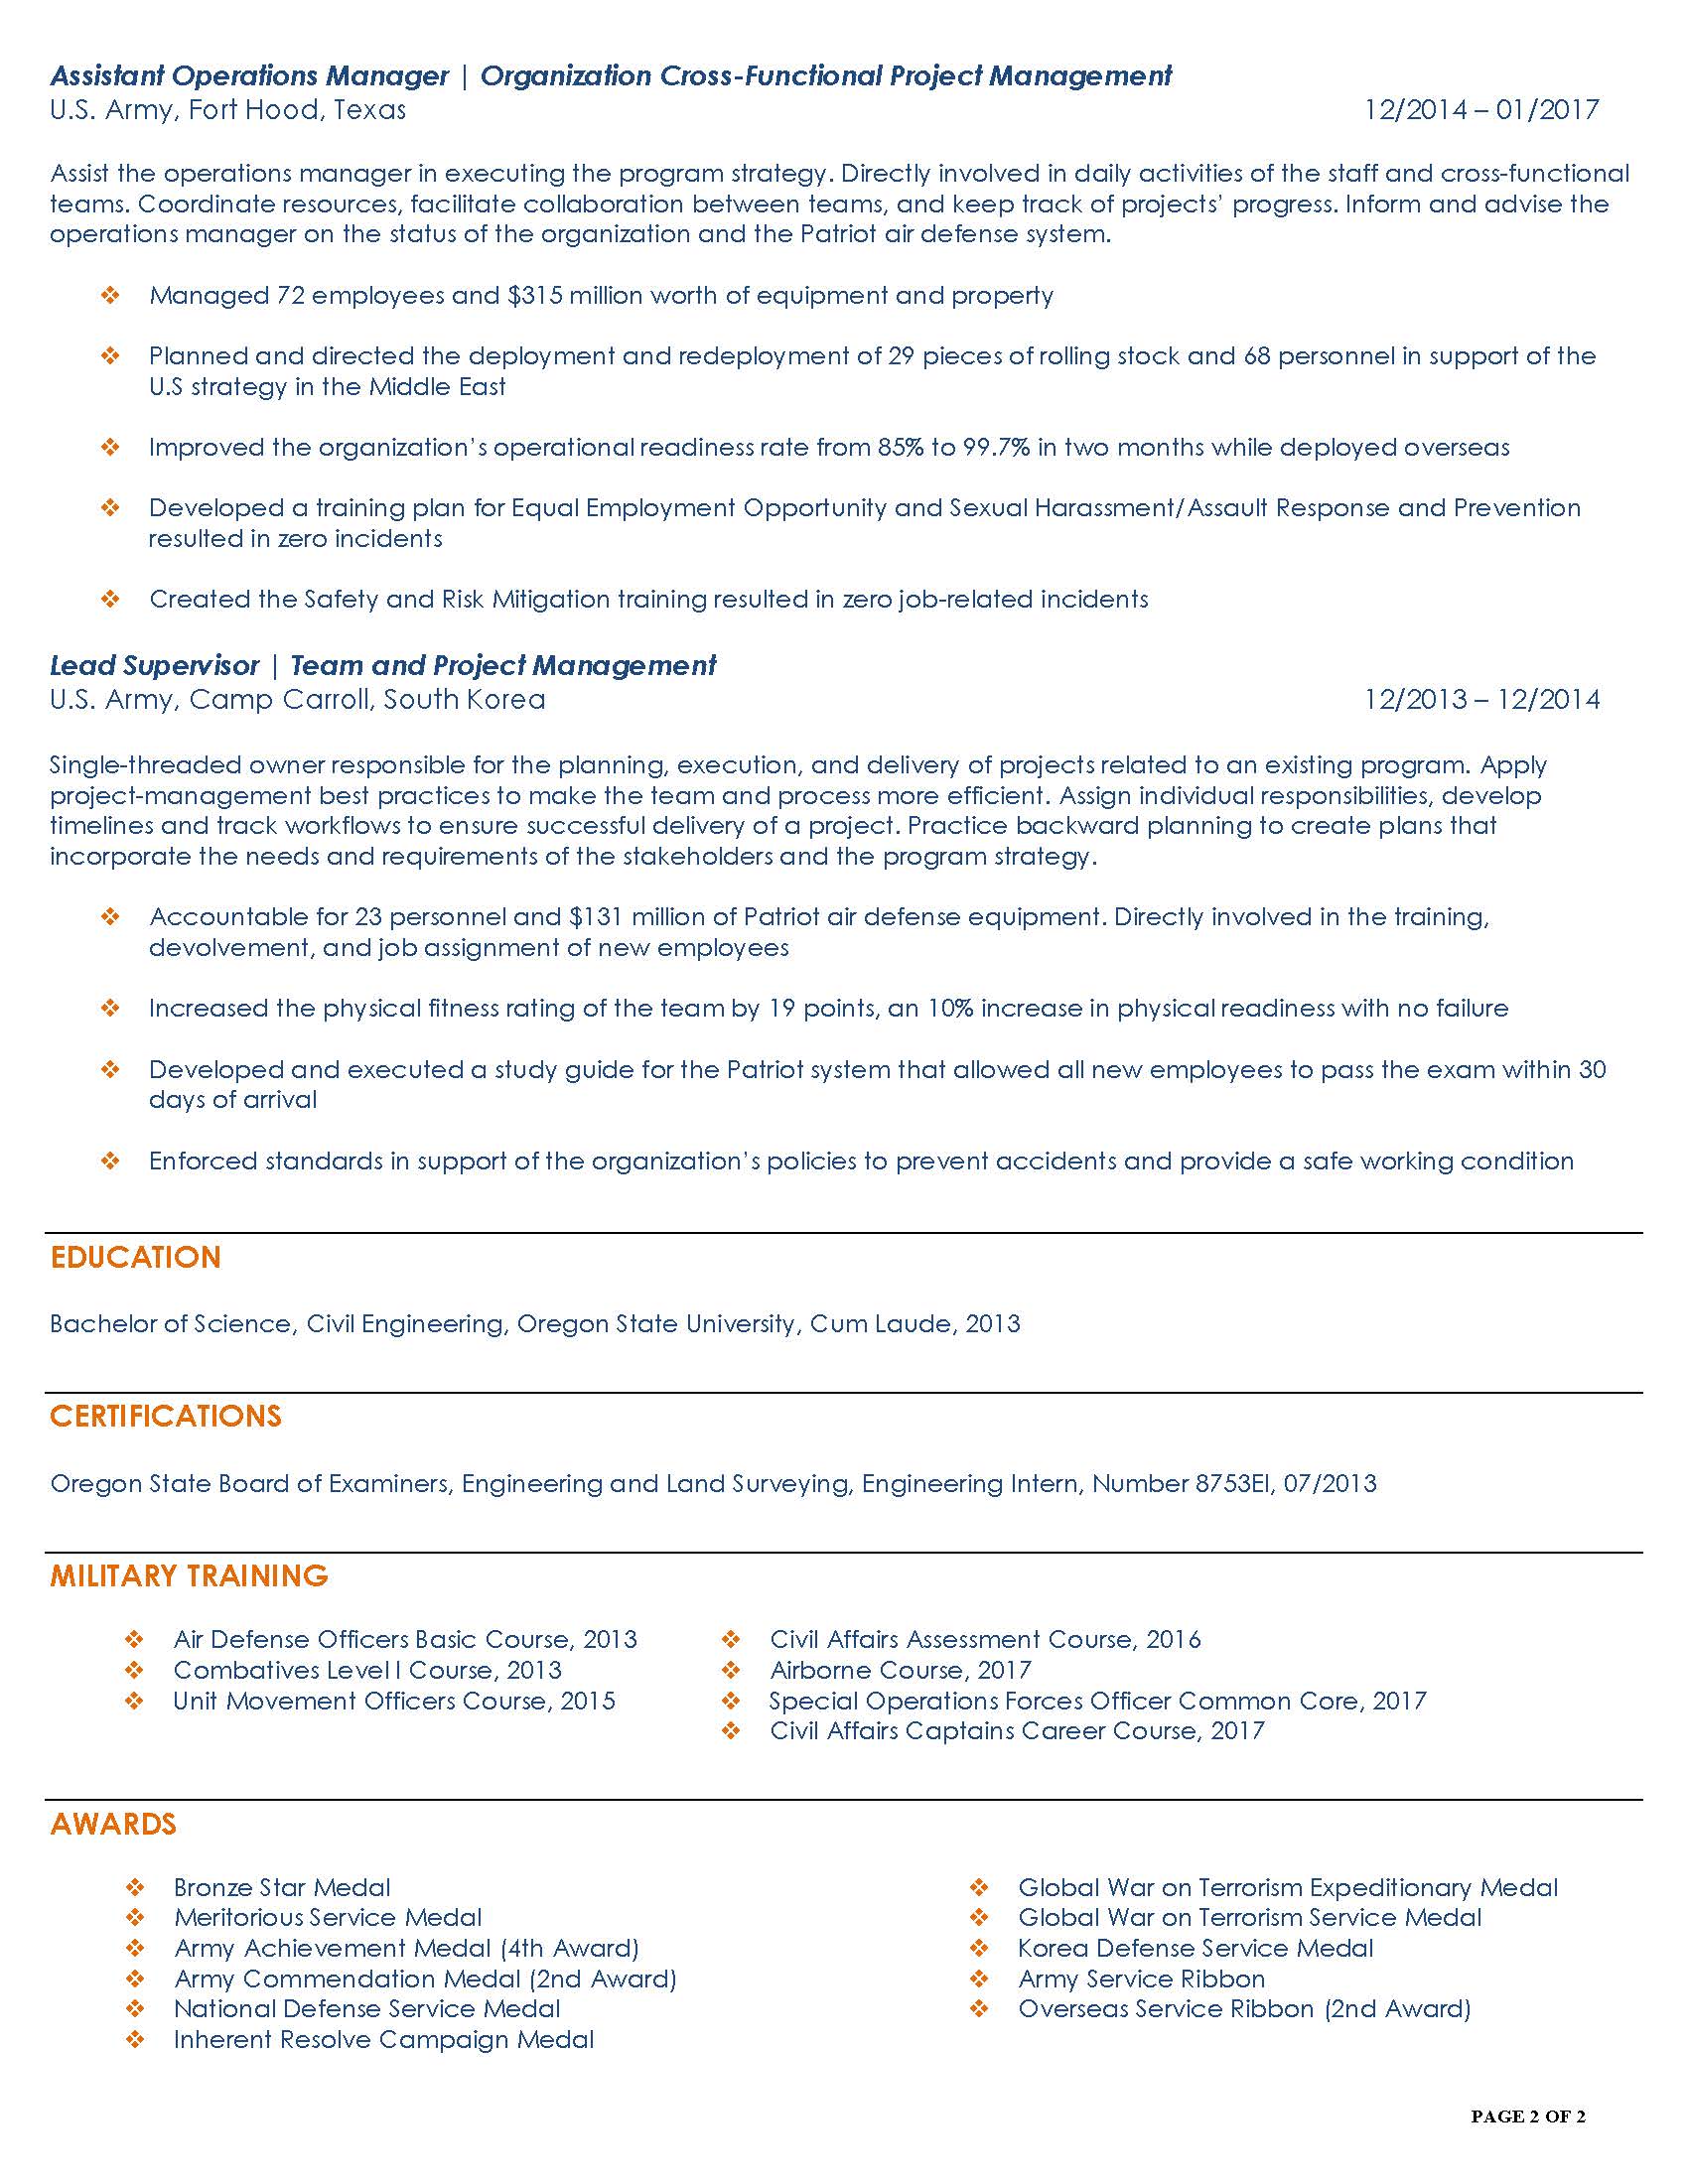 Assistant Operations Manager | Organization Cross-Functional Project Management
U.S. Army, Fort Hood, Texas 12/2014 – 01/2017
Assist the operations manager in executing the program strategy. Directly involved in daily activities of the staff and cross-functional
teams. Coordinate resources, facilitate collaboration between teams, and keep track of projects' progress. Inform and advise the
operations manager on the status of the organization and the Patriot air defense system.
❖ Managed 72 employees and $315 million worth of equipment and property
❖ Planned and directed the deployment and redeployment of 29 pieces of rolling stock and 68 personnel in support of the
U.S strategy in the Middle East
❖ Improved the organization's operational readiness rate from 85% to 99.7% in two months while deployed overseas
❖ Developed a training plan for Equal Employment Opportunity and Sexual Harassment/Assault Response and Prevention
resulted in zero incidents
❖ Created the Safety and Risk Mitigation training resulted in zero job-related incidents
Lead Supervisor | Team and Project Management
U.S. Army, Camp Carroll, South Korea 12/2013 – 12/2014
Single-threaded owner responsible for the planning, execution, and delivery of projects related to an existing program. Apply
project-management best practices to make the team and process more efficient. Assign individual responsibilities, develop
timelines and track workflows to ensure successful delivery of a project. Practice backward planning to create plans that
incorporate the needs and requirements of the stakeholders and the program strategy.
❖ Accountable for 23 personnel and $131 million of Patriot air defense equipment. Directly involved in the training,
devolvement, and job assignment of new employees
❖ Increased the physical fitness rating of the team by 19 points, an 10% increase in physical readiness with no failure
❖ Developed and executed a study guide for the Patriot system that allowed all new employees to pass the exam within 30
days of arrival
❖ Enforced standards in support of the organization's policies to prevent accidents and provide a safe working condition
EDUCATION
Bachelor of Science, Civil Engineering, Oregon State University, Cum Laude, 2013
CERTIFICATIONS
Oregon State Board of Examiners, Engineering and Land Surveying, Engineering Intern, Number 8753EI, 07/2013
MILITARY TRAINING
❖ Air Defense Officers Basic Course, 2013
❖ Combatives Level I Course, 2013
❖ Unit Movement Officers Course, 2015
❖ Civil Affairs Assessment Course, 2016
❖ Airborne Course, 2017
❖ Special Operations Forces Officer Common Core, 2017
❖ Civil Affairs Captains Career Course, 2017
AWARDS
❖ Bronze Star Medal
❖ Meritorious Service Medal
❖ Army Achievement Medal (4th Award)
❖ Army Commendation Medal (2nd Award)
❖ National Defense Service Medal
❖ Inherent Resolve Campaign Medal
❖ Global War on Terrorism Expeditionary Medal
❖ Global War on Terrorism Service Medal
❖ Korea Defense Service Medal
❖ Army Service Ribbon
❖ Overseas Service Ribbon (2nd Award)
PAGE 2 OF 2